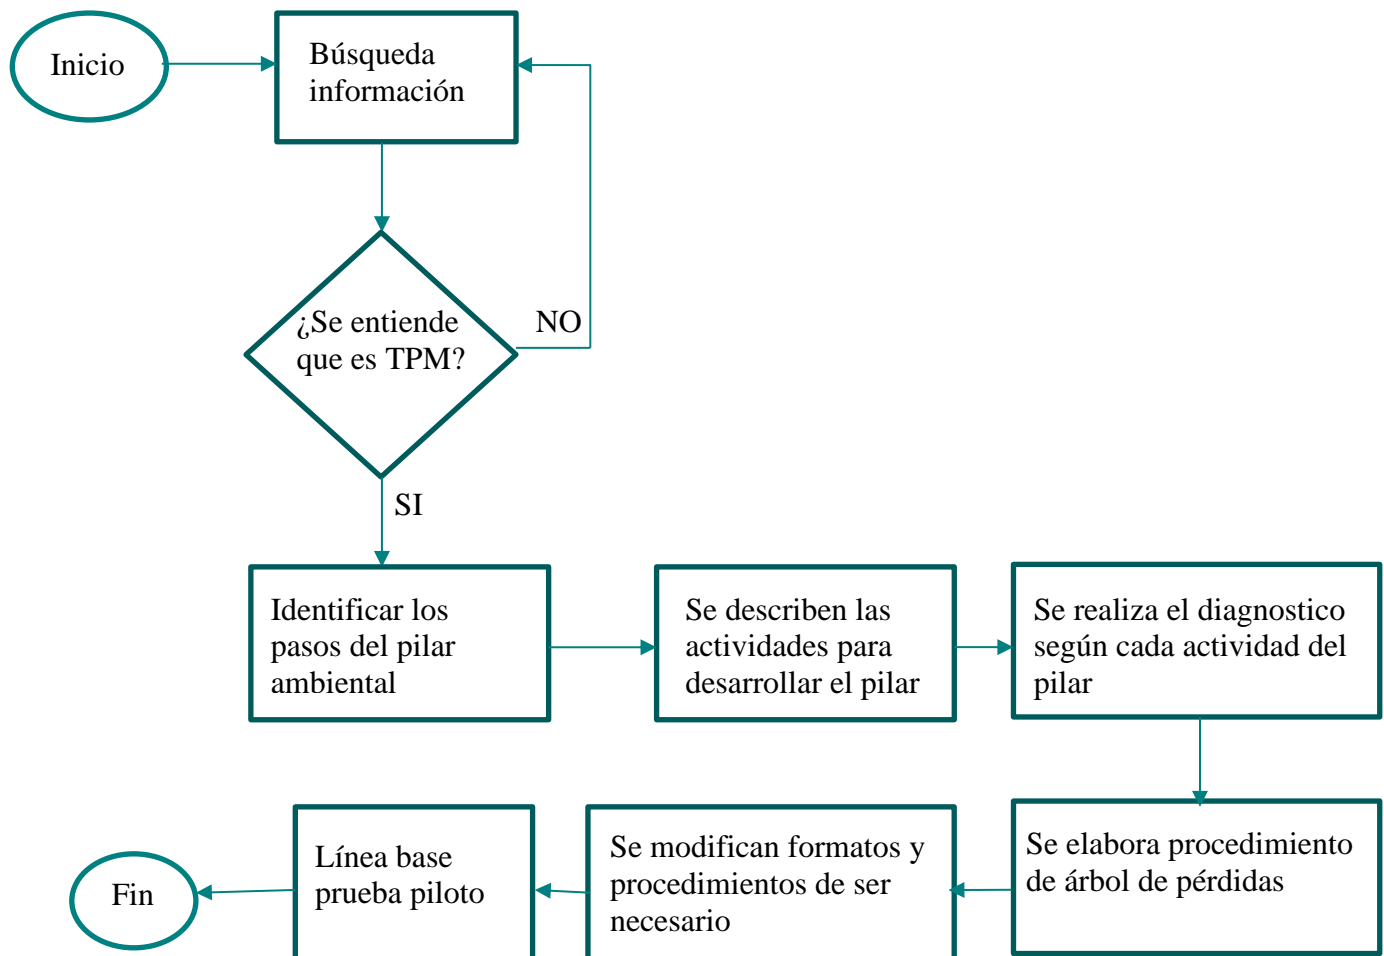 Inicio
Búsqueda
información
¿Se entiende
que es TPM?
NO
SI
Identificar los
pasos del pilar
ambiental
Se describen las
actividades para
desarrollar el pilar
Se realiza el diagnostico
según cada actividad del
pilar
Se elabora procedimiento
de árbol de pérdidas
Se modifican formatos y
procedimientos de ser
necesario
Línea base
prueba piloto
Fin